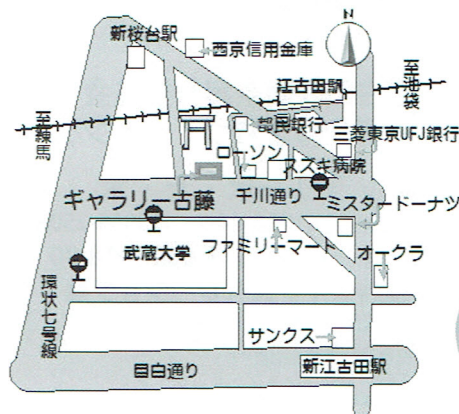 N
新桜台駅
西京信用金庫
至池袋
江古田駅
都民銀行
三菱東京UFJ銀行
至練馬
ローソン
スズキ病院
ギャラリー古藤
千川通り
ミスタードーナツ
武蔵大学
ファミリーマート
オークラ
環状七号線
サンクス
目白通り
新江古田駅